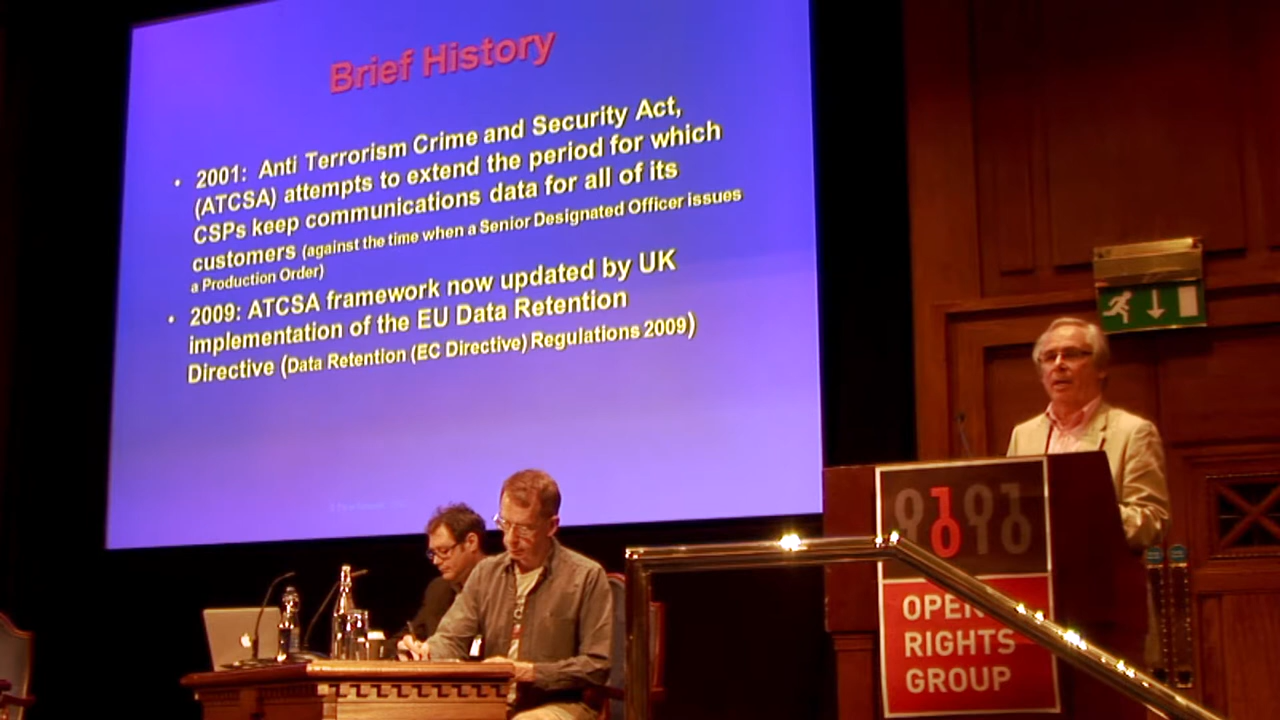 Brief History
• 2001: Anti Terrorism Crime and Security Act,
(ATCSA) attempts to extend the period for which
CSPs keep communications data for all of its
customers (against the time when a Senior Designated Officer issues
a Production Order)
• 2009: ATCSA framework now updated by UK
implementation of the EU Data Retention
Directive (Data Retention (EC Directive) Regulations 2009)
0101
OPEN
RIGHTS
GROUP